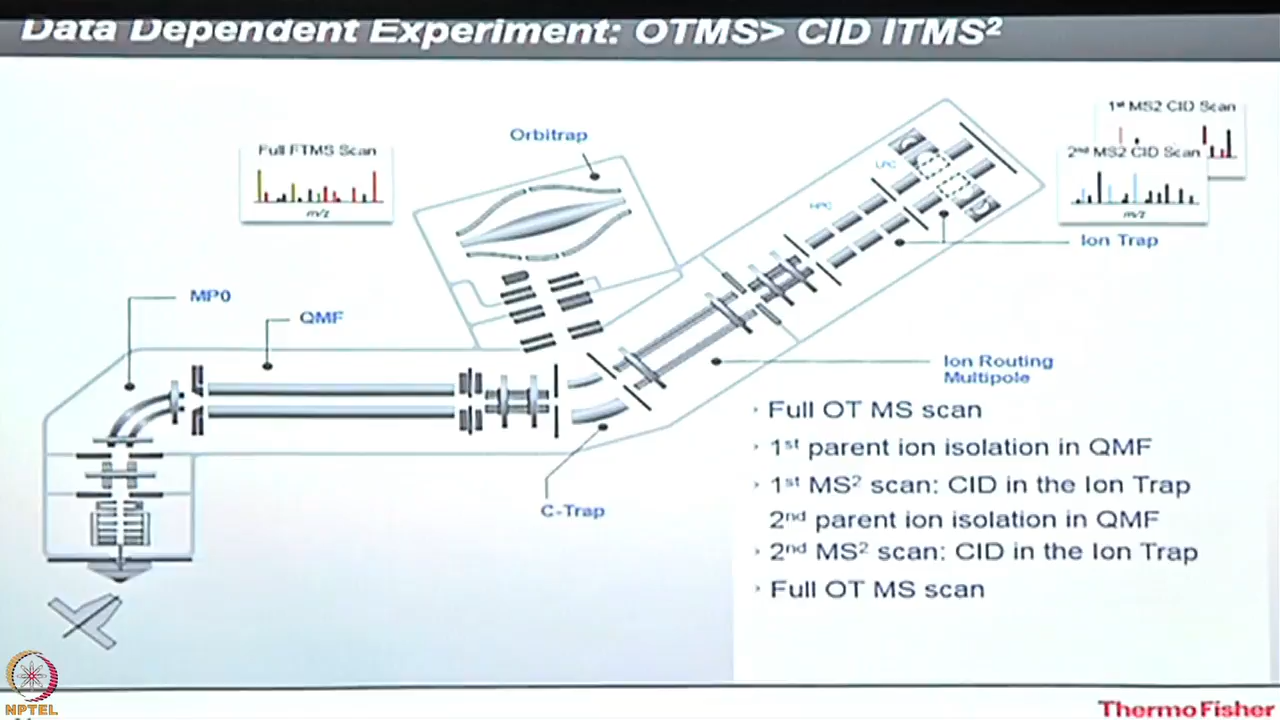 Data Dependent Experiment: OTMS> CID ITMS²
Full FTMS Scan
m/z
Orbitrap
1st MS2 CID Scan
2nd MS2 CID Scan
m/z
LPC
HPC
Ion Trap
MP0
QMF
Ion Routing
Multipole
C-Trap
› Full OT MS scan
› 1st parent ion isolation in QMF
› 1st MS² scan: CID in the Ion Trap
2nd parent ion isolation in QMF
› 2nd MS² scan: CID in the Ion Trap
› Full OT MS scan
NPTEL
ThermoFisher